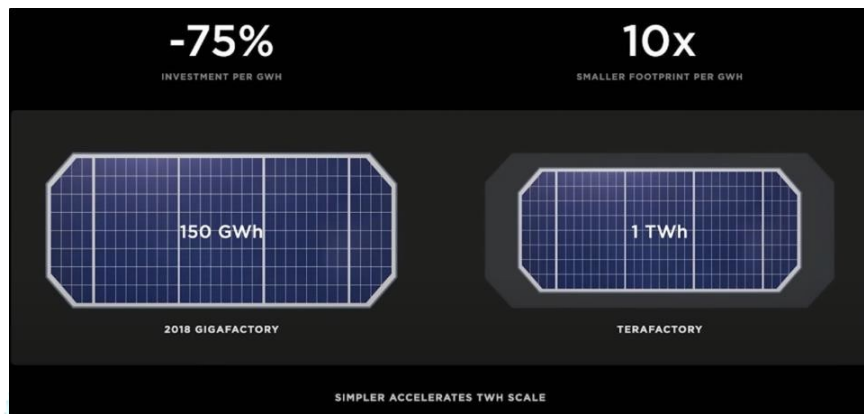 -75%
INVESTMENT PER GWH
10x
SMALLER FOOTPRINT PER GWH
150 GWh
2018 GIGAFACTORY
1 TWh
TERAFACTORY
SIMPLER ACCELERATES TWH SCALE